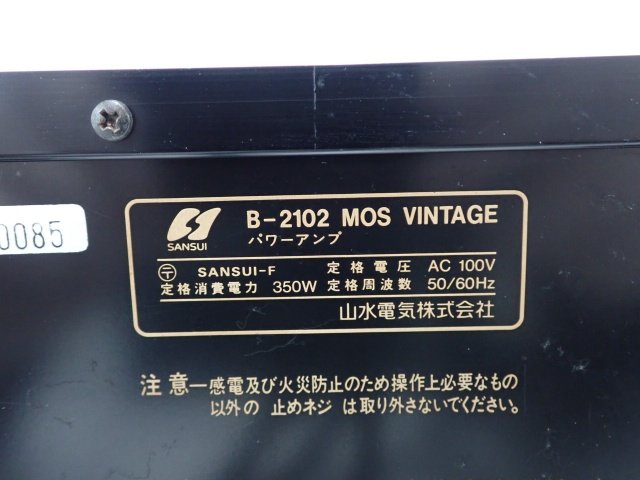 0085
SANSUI
B-2102 MOS VINTAGE
パワーアンプ
〒 SANSUI-F 定格電圧 AC 100V
定格消費電力 350W 定格周波数 50/60Hz
山水電気株式会社
注意―感電及び火災防止のため操作上必要なもの
以外の 止めネジ は取り外さないでください。